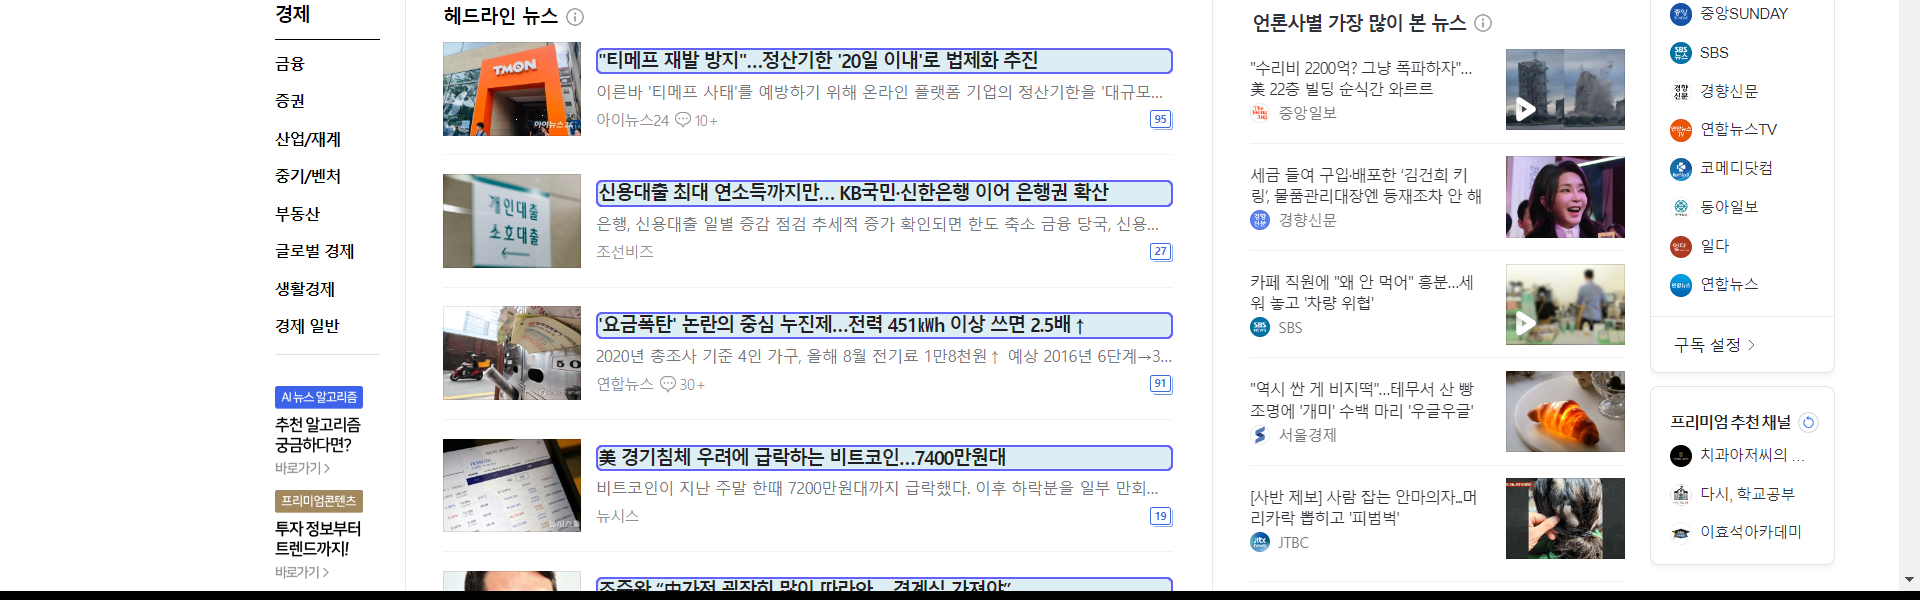 경제
금융
증권
산업/재계
중기/벤처
부동산
글로벌 경제
생활경제
경제 일반
AI 뉴스 알고리즘
추천 알고리즘
궁금하다면?
바로가기 >
프리미엄콘텐츠
투자 정보부터
트렌드까지!
바로가기 >
헤드라인 뉴스
TMON
아이뉴스24
"티메프 재발 방지"…정산기한 '20일 이내'로 법제화 추진
이른바 '티메프 사태'를 예방하기 위해 온라인 플랫폼 기업의 정산기한을 '대규모…
아이뉴스24 10+
95
개인대출
소호대출
신용대출 최대 연소득까지만… KB국민·신한은행 이어 은행권 확산
은행, 신용대출 일별 증감 점검 추세적 증가 확인되면 한도 축소 금융 당국, 신용…
조선비즈
27
'요금폭탄' 논란의 중심 누진제…전력 451㎾h 이상 쓰면 2.5배↑
2020년 총조사 기준 4인 가구, 올해 8월 전기료 1만8천원↑ 예상 2016년 6단계→3…
연합뉴스 30+
91
美 경기침체 우려에 급락하는 비트코인…7400만원대
비트코인이 지난 주말 한때 7200만원대까지 급락했다. 이후 하락분을 일부 만회…
뉴시스
19
언론사별 가장 많이 본 뉴스
"수리비 2200억? 그냥 폭파하자"…
美 22층 빌딩 순식간 와르르
중앙일보
세금 들여 구입·배포한 '김건희 키
링', 물품관리대장엔 등재조차 안 해
경향신문
카페 직원에 "왜 안 먹어" 흥분…세
워 놓고 '차량 위협'
SBS
"역시 싼 게 비지떡"…테무서 산 빵
조명에 '개미' 수백 마리 '우글우글'
서울경제
[사반 제보] 사람 잡는 안마의자…머
리카락 뽑히고 '피범벅'
JTBC
중앙SUNDAY
SBS
경향신문
연합뉴스TV
코메디닷컴
동아일보
일다
연합뉴스
구독 설정 >
프리미엄 추천 채널
치과아저씨의 …
다시, 학교공부
이효석아카데미